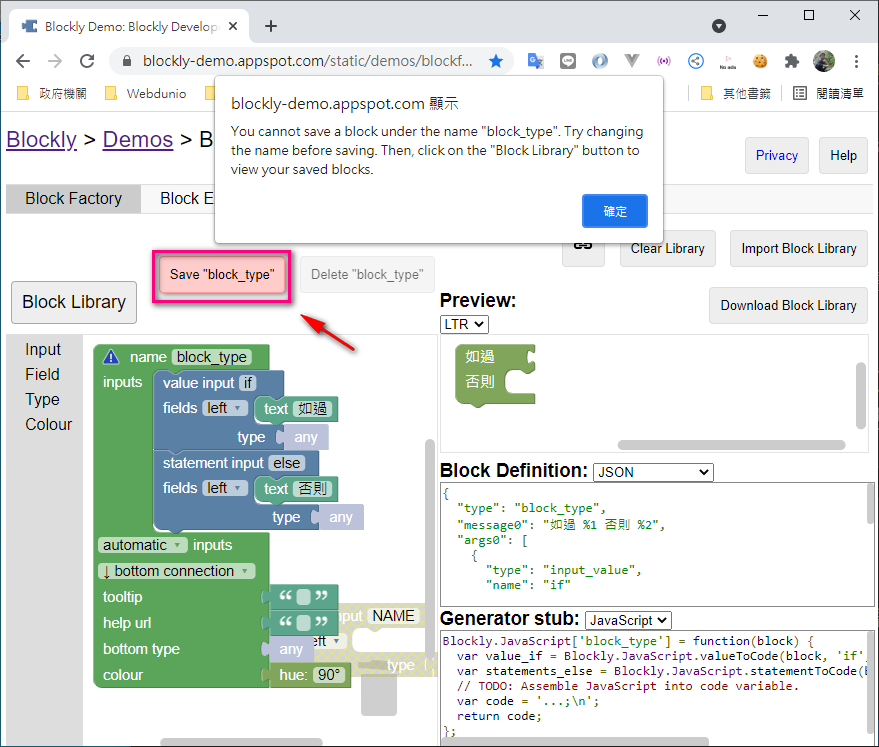 Blockly Demo: Blockly Develop
blockly-demo.appspot.com/static/demos/blockf...
政府機關
Webdunio
其他書籤
閱讀清單
blockly-demo.appspot.com 顯示
You cannot save a block under the name "block_type". Try changing
the name before saving. Then, click on the "Block Library" button to
view your saved blocks.
確定
Blockly > Demos > B
Privacy
Help
Block Factory
Block E
Save "block_type"
Delete "block_type"
Clear Library
Import Block Library
Block Library
Download Block Library
Preview:
LTR
Input
Field
Type
Colour
name block_type
inputs
value input if
fields left text 如過
type any
statement input else
fields left text 否則
type any
automatic inputs
↓ bottom connection
tooltip “ ”
help url “ ”
bottom type any
colour hue: 90°
put NAME
eft
type
如過
否則
Block Definition: JSON
{
"type": "block_type",
"message0": "如過 %1 否則 %2",
"args0": [
{
"type": "input_value",
"name": "if"
Generator stub: JavaScript
Blockly.JavaScript['block_type'] = function(block) {
var value_if = Blockly.JavaScript.valueToCode(block, 'if',
var statements_else = Blockly.JavaScript.statementToCode(b
// TODO: Assemble JavaScript into code variable.
var code = '...;\n';
return code;
};